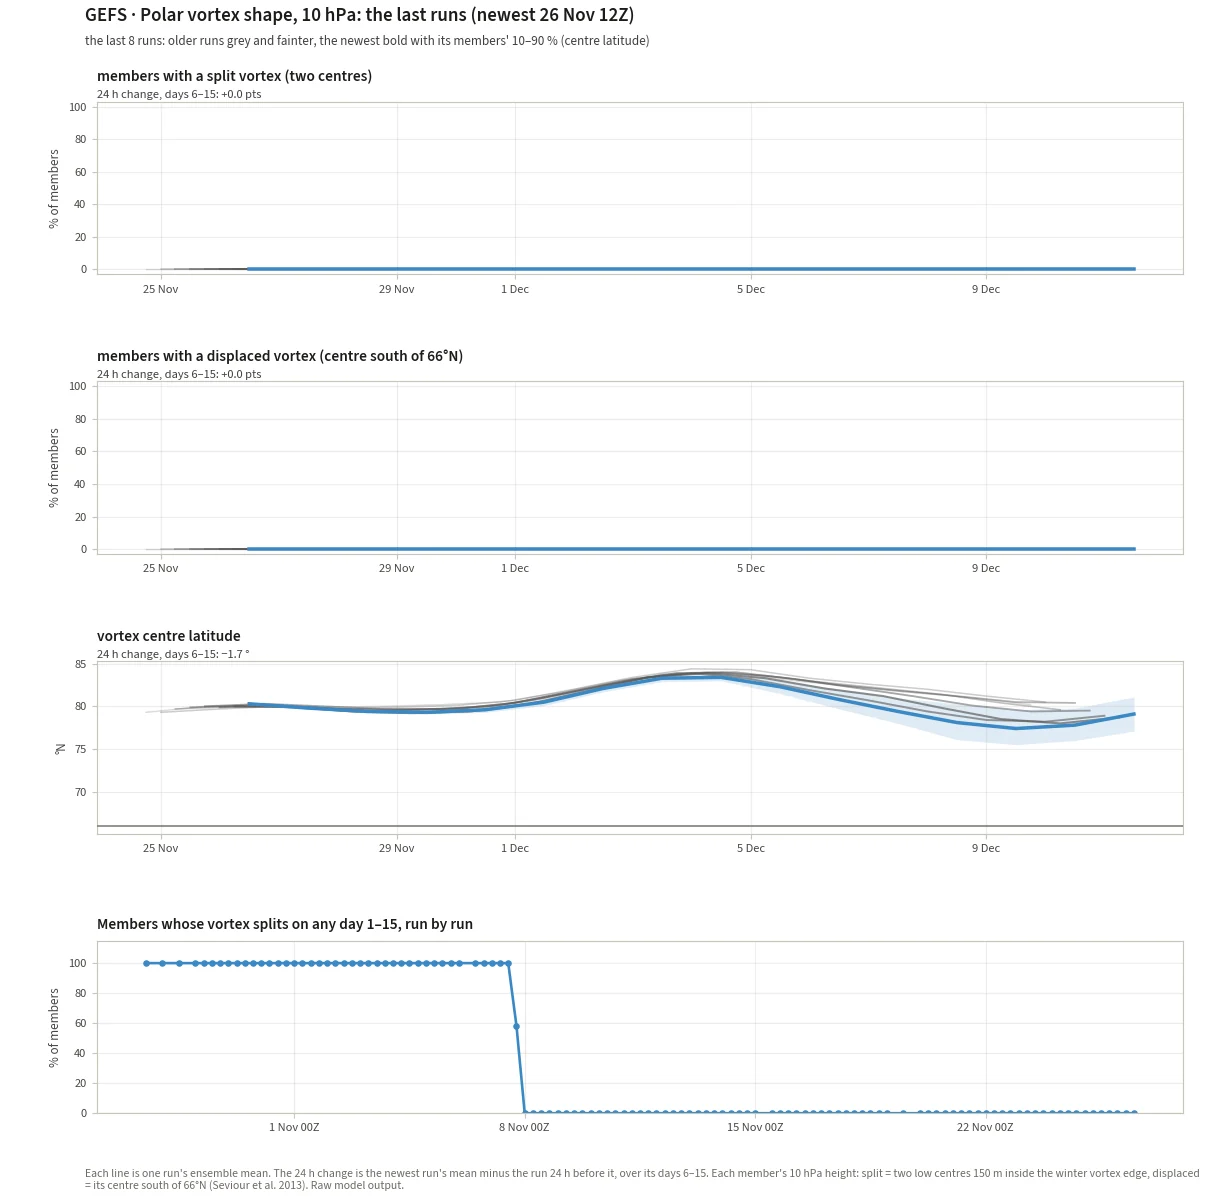 GEFS · Polar vortex shape, 10 hPa: the last runs (newest 26 Nov 12Z)
the last 8 runs: older runs grey and fainter, the newest bold with its members' 10–90 % (centre latitude)
members with a split vortex (two centres)
24 h change, days 6–15: +0.0 pts
100
80
60
40
20
0
% of members
25 Nov 29 Nov 1 Dec 5 Dec 9 Dec
members with a displaced vortex (centre south of 66°N)
24 h change, days 6–15: +0.0 pts
100
80
60
40
20
0
% of members
25 Nov 29 Nov 1 Dec 5 Dec 9 Dec
vortex centre latitude
24 h change, days 6–15: −1.7 °
85
80
75
70
°N
25 Nov 29 Nov 1 Dec 5 Dec 9 Dec
Members whose vortex splits on any day 1–15, run by run
100
80
60
40
20
0
% of members
1 Nov 00Z 8 Nov 00Z 15 Nov 00Z 22 Nov 00Z
Each line is one run's ensemble mean. The 24 h change is the newest run's mean minus the run 24 h before it, over its days 6–15. Each member's 10 hPa height: split = two low centres 150 m inside the winter vortex edge, displaced
= its centre south of 66°N (Seviour et al. 2013). Raw model output.